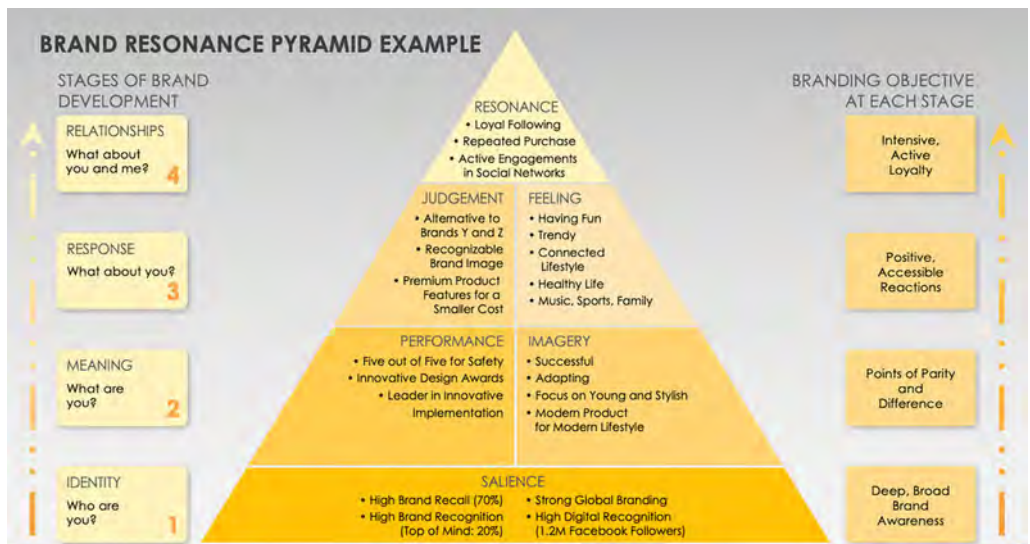 BRAND RESONANCE PYRAMID EXAMPLE
STAGES OF BRAND
DEVELOPMENT
RELATIONSHIPS
What about
you and me?
4
RESPONSE
What about you?
3
MEANING
What are
you?
2
IDENTITY
Who are
you?
1
RESONANCE
• Loyal Following
• Repeated Purchase
• Active Engagements
in Social Networks
JUDGEMENT
• Alternative to
Brands Y and Z
• Recognizable
Brand Image
• Premium Product
Features for a
Smaller Cost
FEELING
• Having Fun
• Trendy
• Connected
Lifestyle
• Healthy Life
• Music, Sports, Family
PERFORMANCE
• Five out of Five for Safety
• Innovative Design Awards
• Leader in Innovative
Implementation
IMAGERY
• Successful
• Adapting
• Focus on Young and Stylish
• Modern Product
for Modern Lifestyle
SALIENCE
• High Brand Recall (70%)
• High Brand Recognition
(Top of Mind: 20%)
• Strong Global Branding
• High Digital Recognition
(1.2M Facebook Followers)
BRANDING OBJECTIVE
AT EACH STAGE
Intensive,
Active
Loyalty
Positive,
Accessible
Reactions
Points of Parity
and
Difference
Deep, Broad
Brand
Awareness